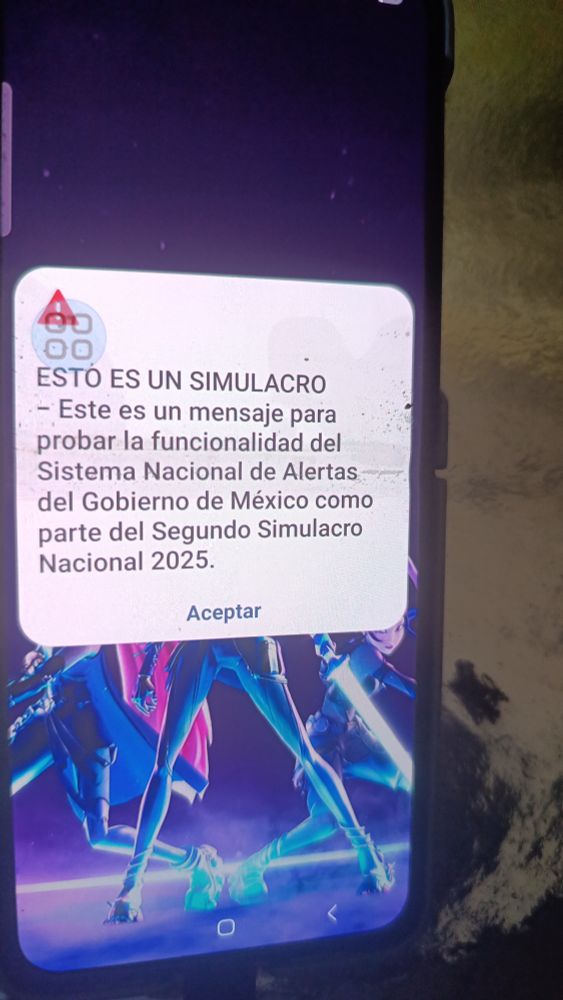 ESTO ES UN SIMULACRO
– Este es un mensaje para
probar la funcionalidad del
Sistema Nacional de Alertas
del Gobierno de México como
parte del Segundo Simulacro
Nacional 2025.
Aceptar